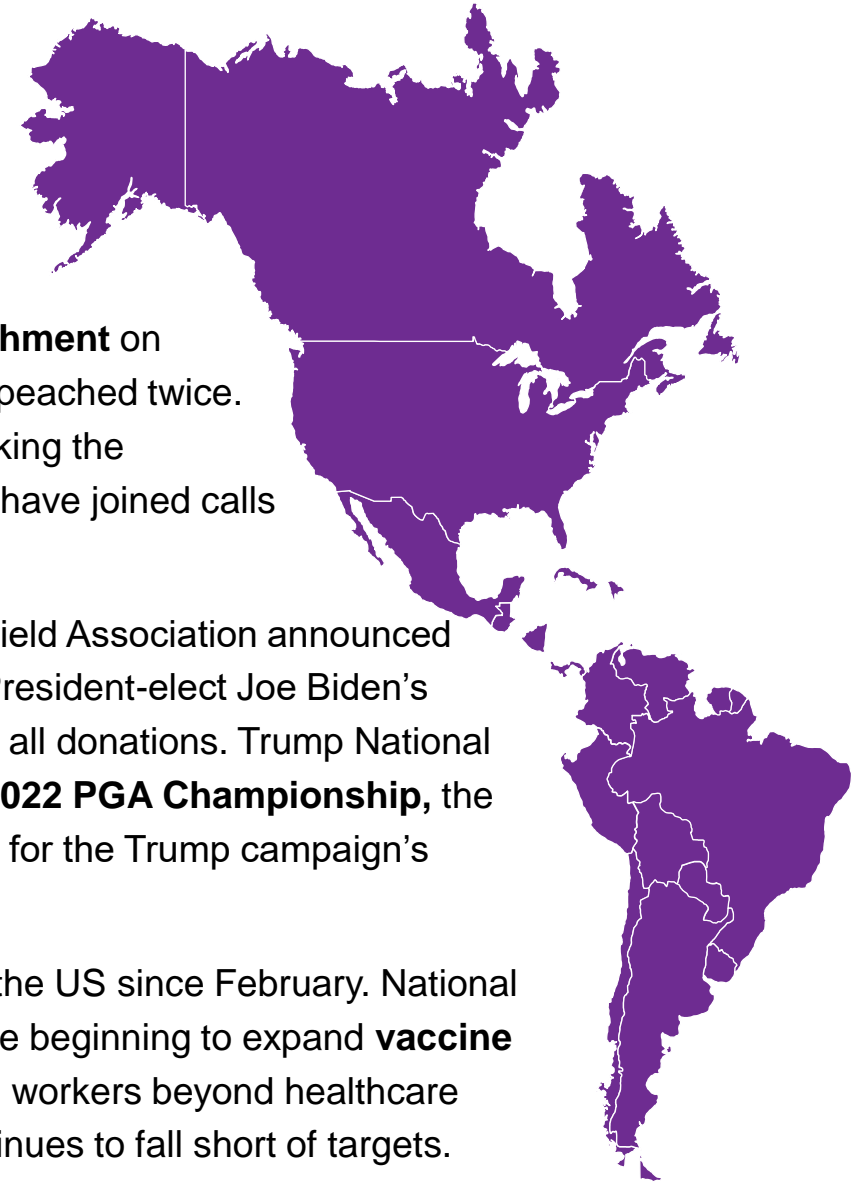 hment on
peached twice.
king the
have joined calls
ield Association announced
President-elect Joe Biden’s
all donations. Trump National
022 PGA Championship, the
for the Trump campaign’s
the US since February. National
e beginning to expand vaccine
workers beyond healthcare
inues to fall short of targets.